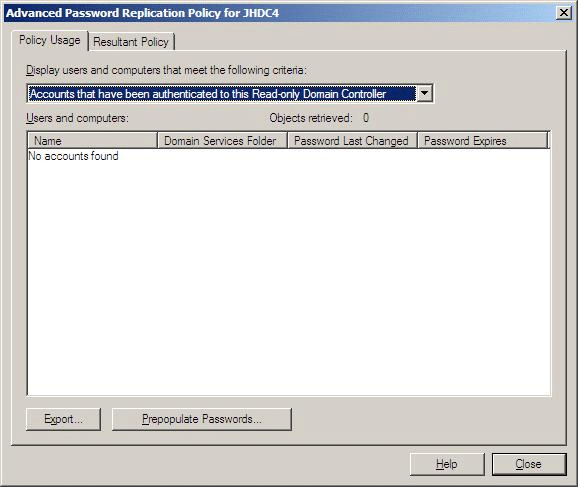 Advanced Password Replication Policy for JHDC4
Policy Usage Resultant Policy
Display users and computers that meet the following criteria:
Accounts that have been authenticated to this Read-only Domain Controller
Users and computers: Objects retrieved: 0
Name Domain Services Folder Password Last Changed Password Expires
No accounts found
Export... Prepopulate Passwords...
Help Close